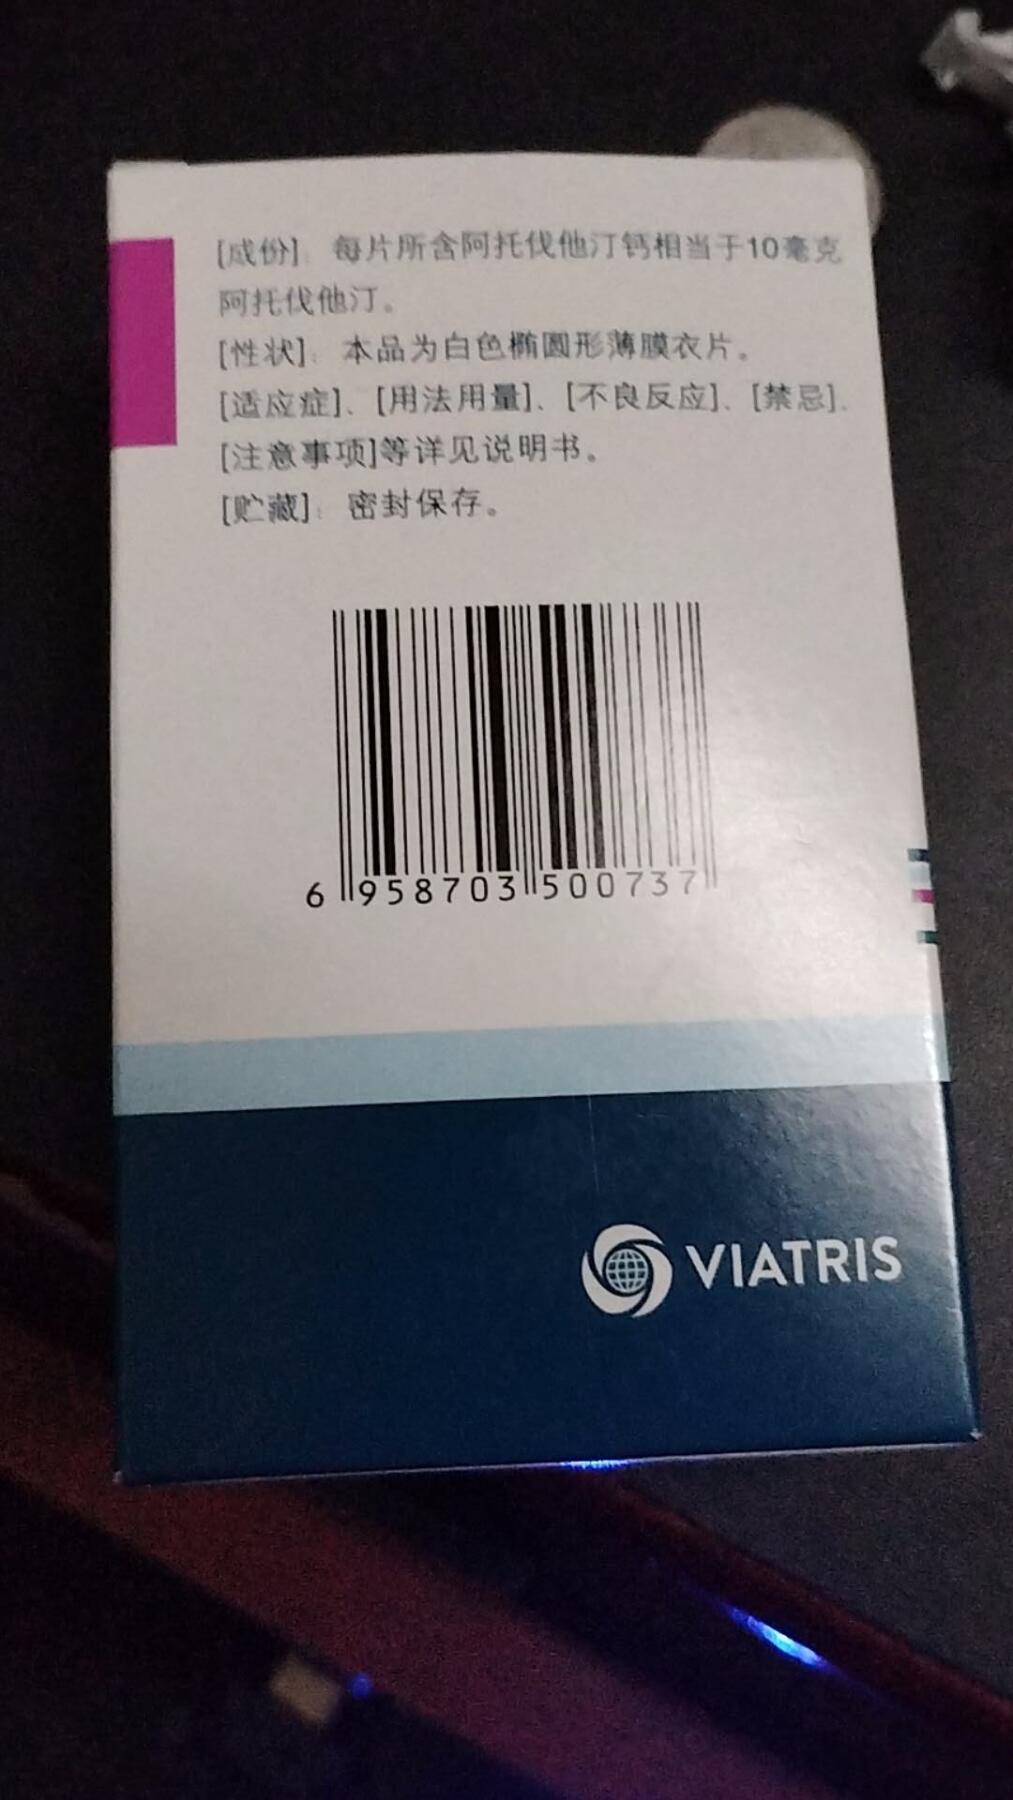 [成份]：每片所含阿托伐他汀钙相当于10毫克
阿托伐他汀。
[性状]：本品为白色椭圆形薄膜衣片。
[适应症]、[用法用量]、[不良反应]、[禁忌]、
[注意事项]等详见说明书。
[贮藏]：密封保存。
6 958703 500737
VIATRIS